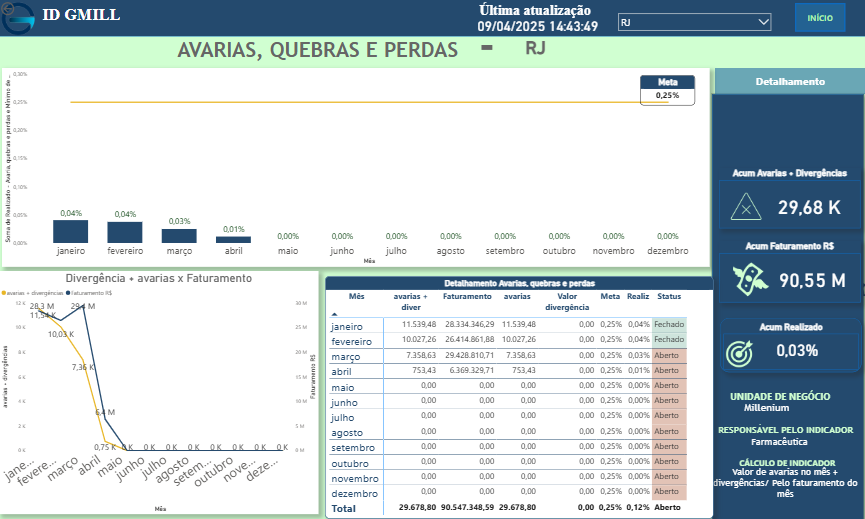 ID GMILL
Última atualização
09/04/2025 14:43:49
RJ
INÍCIO
AVARIAS, QUEBRAS E PERDAS - RJ
Soma de Realizado - Avaria, quebras e perdas e Mínimo de ...
0,30%
0,25%
0,20%
0,15%
0,10%
0,05%
0,00%
Meta
0,25%
0,04% 0,04% 0,03% 0,01% 0,00% 0,00% 0,00% 0,00% 0,00% 0,00% 0,00% 0,00%
janeiro fevereiro março abril maio junho julho agosto setembro outubro novembro dezembro
Mês
Detalhamento
Acum Avarias + Divergências
29,68 K
Acum Faturamento R$
90,55 M
Acum Realizado
0,03%
UNIDADE DE NEGÓCIO
Millenium
RESPONSÁVEL PELO INDICADOR
Farmacêutica
CÁLCULO DE INDICADOR
Valor de avarias no mês +
divergências/ Pelo faturamento do
mês
Divergência + avarias x Faturamento
avarias + divergências Faturamento R$
avarias + divergências
12 K
10 K
8 K
6 K
4 K
2 K
0 K
28,3 M
11,54 K
10,03 K
29,4 M
7,36 K
6,4 M
0,75 K
0 K 0 K 0 K 0 K 0 K 0 K 0 K 0 K
30 M
25 M
20 M
15 M
10 M
5 M
0 M
Faturamento R$
jane... fevere... março abril maio junho julho agosto setem... outubro nove... deze...
Mês
Detalhamento Avarias, quebras e perdas
Mês avarias + diver Faturamento avarias Valor divergência Meta Realiz Status
janeiro 11.539,48 28.334.346,29 11.539,48 0,00 0,25% 0,04% Fechado
fevereiro 10.027,26 26.414.861,88 10.027,26 0,00 0,25% 0,04% Fechado
março 7.358,63 29.428.810,71 7.358,63 0,00 0,25% 0,03% Aberto
abril 753,43 6.369.329,71 753,43 0,00 0,25% 0,01% Aberto
maio 0,00 0,00 0,00 0,00 0,25% 0,00% Aberto
junho 0,00 0,00 0,00 0,00 0,25% 0,00% Aberto
julho 0,00 0,00 0,00 0,00 0,25% 0,00% Aberto
agosto 0,00 0,00 0,00 0,00 0,25% 0,00% Aberto
setembro 0,00 0,00 0,00 0,00 0,25% 0,00% Aberto
outubro 0,00 0,00 0,00 0,00 0,25% 0,00% Aberto
novembro 0,00 0,00 0,00 0,00 0,25% 0,00% Aberto
dezembro 0,00 0,00 0,00 0,00 0,25% 0,00% Aberto
Total 29.678,80 90.547.348,59 29.678,80 0,00 0,25% 0,12% Aberto